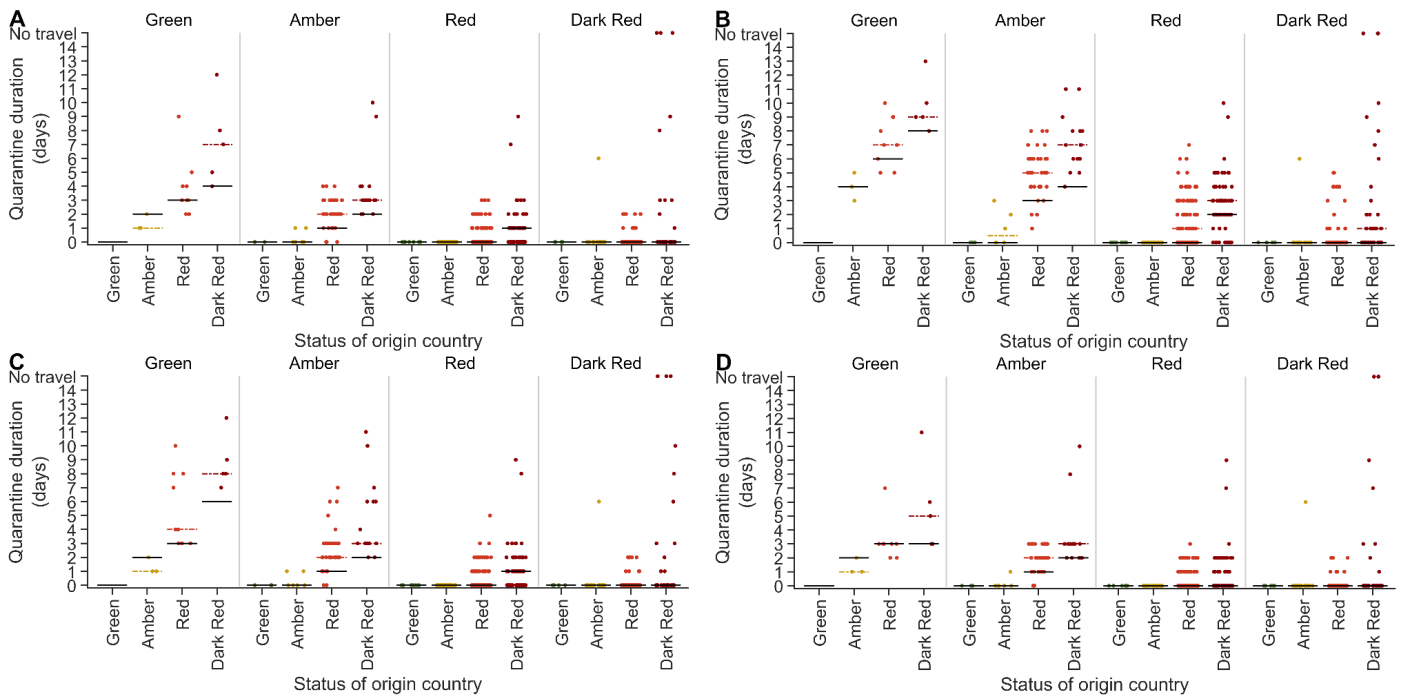 A
Green Amber Red Dark Red
No travel
14
13
12
11
10
9
8
7
6
5
4
3
2
1
0
Quarantine duration
(days)
Green Amber Red Dark Red Green Amber Red Dark Red Green Amber Red Dark Red Green Amber Red Dark Red
Status of origin country
B
Green Amber Red Dark Red
No travel
14
13
12
11
10
9
8
7
6
5
4
3
2
1
0
Quarantine duration
(days)
Green Amber Red Dark Red Green Amber Red Dark Red Green Amber Red Dark Red Green Amber Red Dark Red
Status of origin country
C
Green Amber Red Dark Red
No travel
14
13
12
11
10
9
8
7
6
5
4
3
2
1
0
Quarantine duration
(days)
Green Amber Red Dark Red Green Amber Red Dark Red Green Amber Red Dark Red Green Amber Red Dark Red
Status of origin country
D
Green Amber Red Dark Red
No travel
14
13
12
11
10
9
8
7
6
5
4
3
2
1
0
Quarantine duration
(days)
Green Amber Red Dark Red Green Amber Red Dark Red Green Amber Red Dark Red Green Amber Red Dark Red
Status of origin country